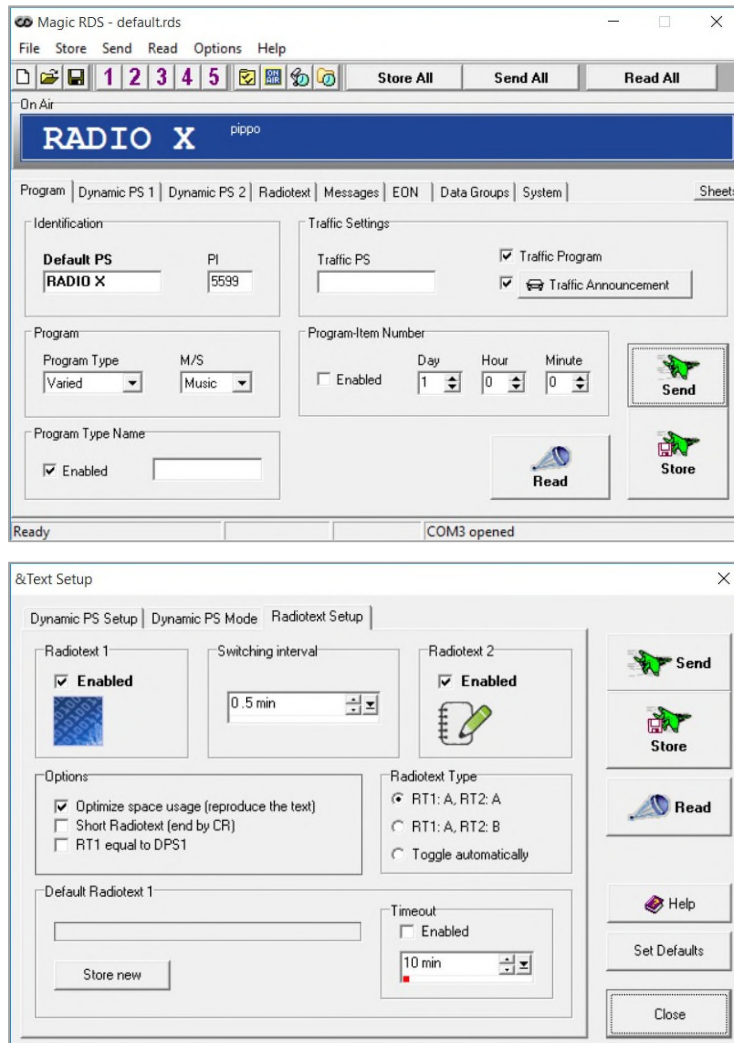 Magic RDS - default.rds
File Store Send Read Options Help
1 2 3 4 5 ON AIR Store All Send All Read All
On Air
RADIO X pippo
Program Dynamic PS 1 Dynamic PS 2 Radiotext Messages EON Data Groups System Sheets
Identification Traffic Settings
Default PS PI Traffic PS Traffic Program
RADIO X 5599 Traffic Announcement
Program Program-Item Number
Program Type M/S Day Hour Minute
Varied Music Enabled 1 0 0 Send
Program Type Name
Enabled Read Store
Ready COM3 opened
&Text Setup
Dynamic PS Setup Dynamic PS Mode Radiotext Setup
Radiotext 1 Switching interval Radiotext 2
Enabled Enabled Send
0.5 min
Store
Options Radiotext Type
Optimize space usage (reproduce the text) RT1: A, RT2: A Read
Short Radiotext (end by CR) RT1: A, RT2: B
RT1 equal to DPS1 Toggle automatically
Default Radiotext 1 Timeout
Enabled Help
10 min
Store new Set Defaults
Close